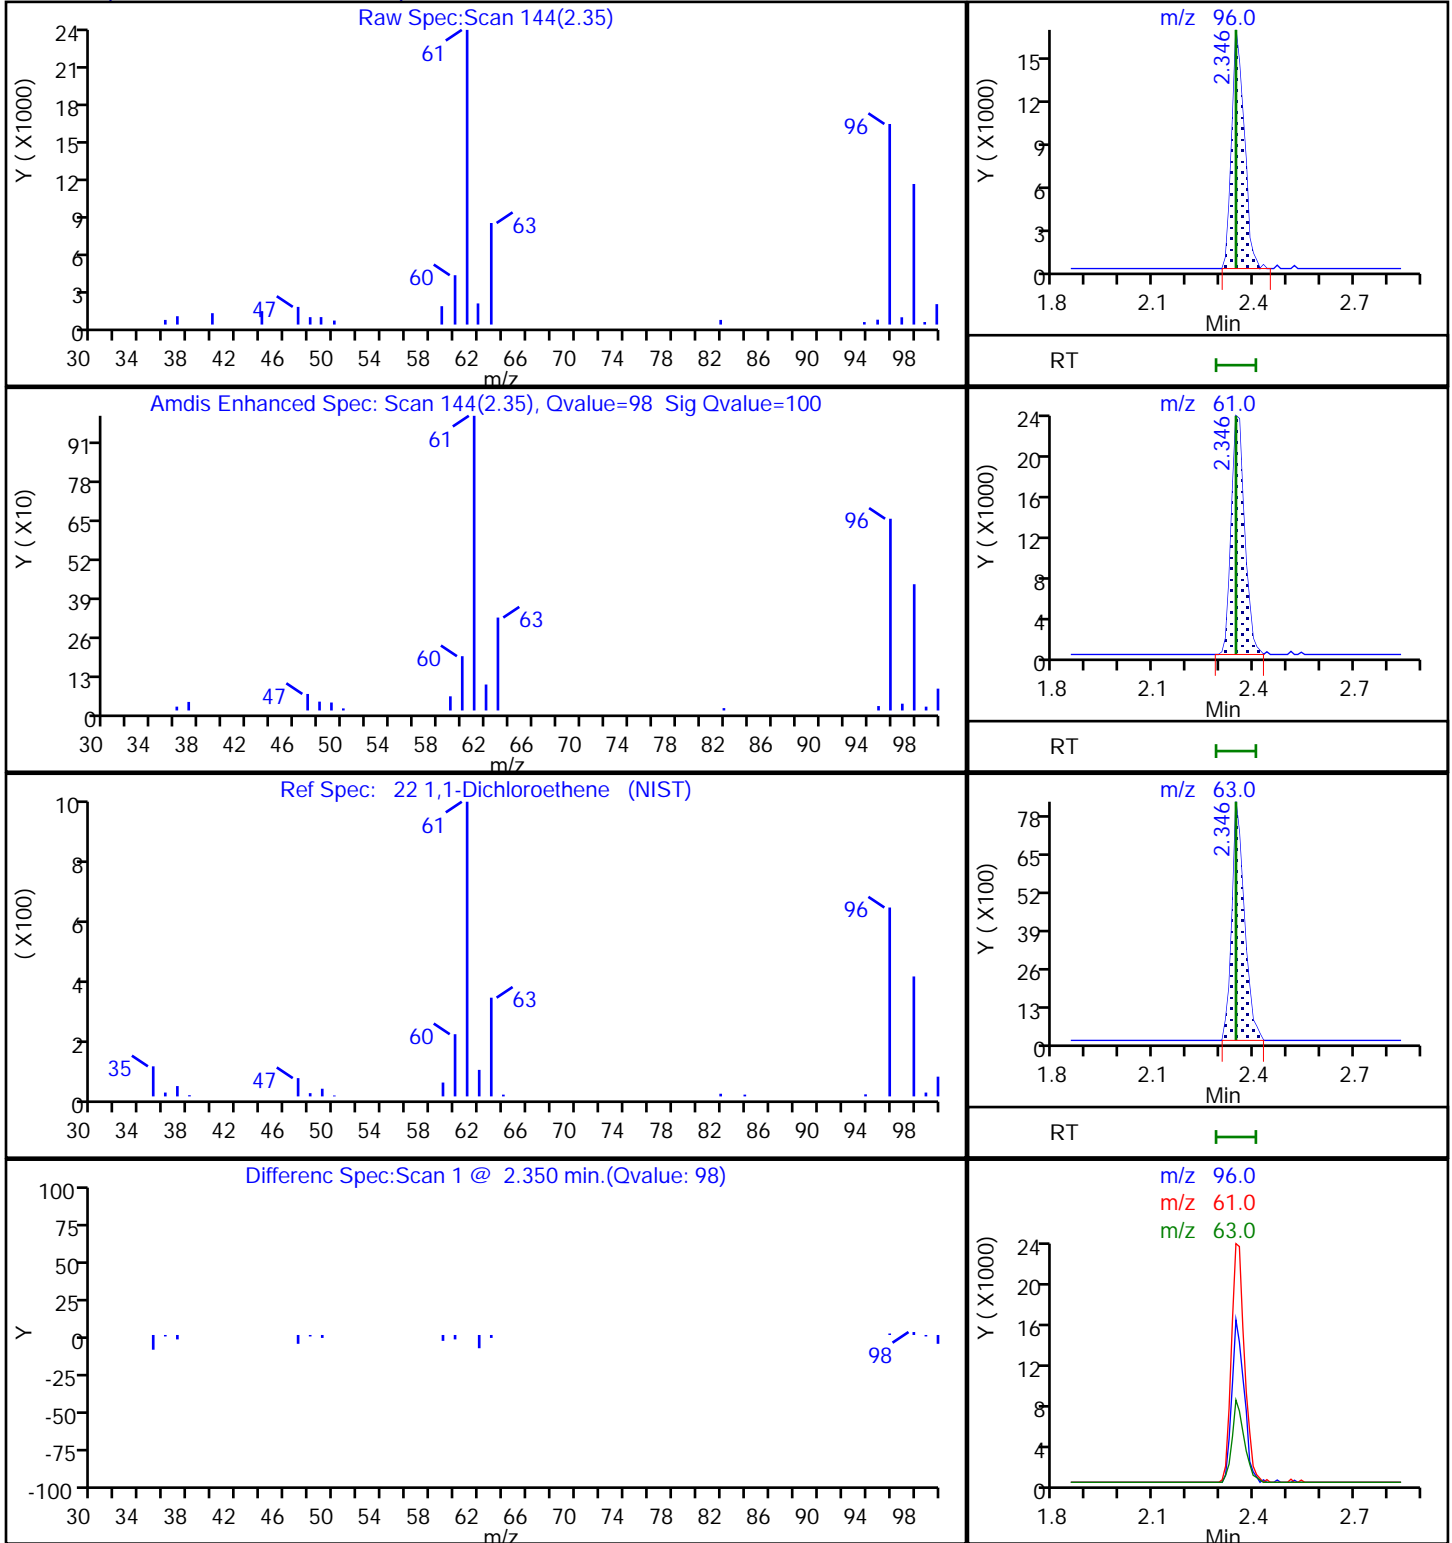 Raw Spec:Scan 144(2.35)
Y ( X1000)
24
21
18
15
12
9
6
3
0
61
96
63
60
47
30 34 38 42 46 50 54 58 62 66 70 74 78 82 86 90 94 98
m/z
m/z 96.0
2.346
Y ( X1000)
15
12
9
6
3
0
1.8 2.1 2.4 2.7
Min
RT
Amdis Enhanced Spec: Scan 144(2.35), Qvalue=98 Sig Qvalue=100
Y ( X10)
91
78
65
52
39
26
13
0
61
96
63
60
47
30 34 38 42 46 50 54 58 62 66 70 74 78 82 86 90 94 98
m/z
m/z 61.0
2.346
Y ( X1000)
24
20
16
12
8
4
0
1.8 2.1 2.4 2.7
Min
RT
Ref Spec: 22 1,1-Dichloroethene (NIST)
( X100)
10
8
6
4
2
0
61
96
63
60
35
47
30 34 38 42 46 50 54 58 62 66 70 74 78 82 86 90 94 98
m/z
m/z 63.0
2.346
Y ( X100)
78
65
52
39
26
13
0
1.8 2.1 2.4 2.7
Min
RT
Differenc Spec:Scan 1 @ 2.350 min.(Qvalue: 98)
Y
100
75
50
25
0
-25
-50
-75
-100
98
30 34 38 42 46 50 54 58 62 66 70 74 78 82 86 90 94 98
m/z
m/z 96.0
m/z 61.0
m/z 63.0
Y ( X1000)
24
20
16
12
8
4
0
1.8 2.1 2.4 2.7
Min